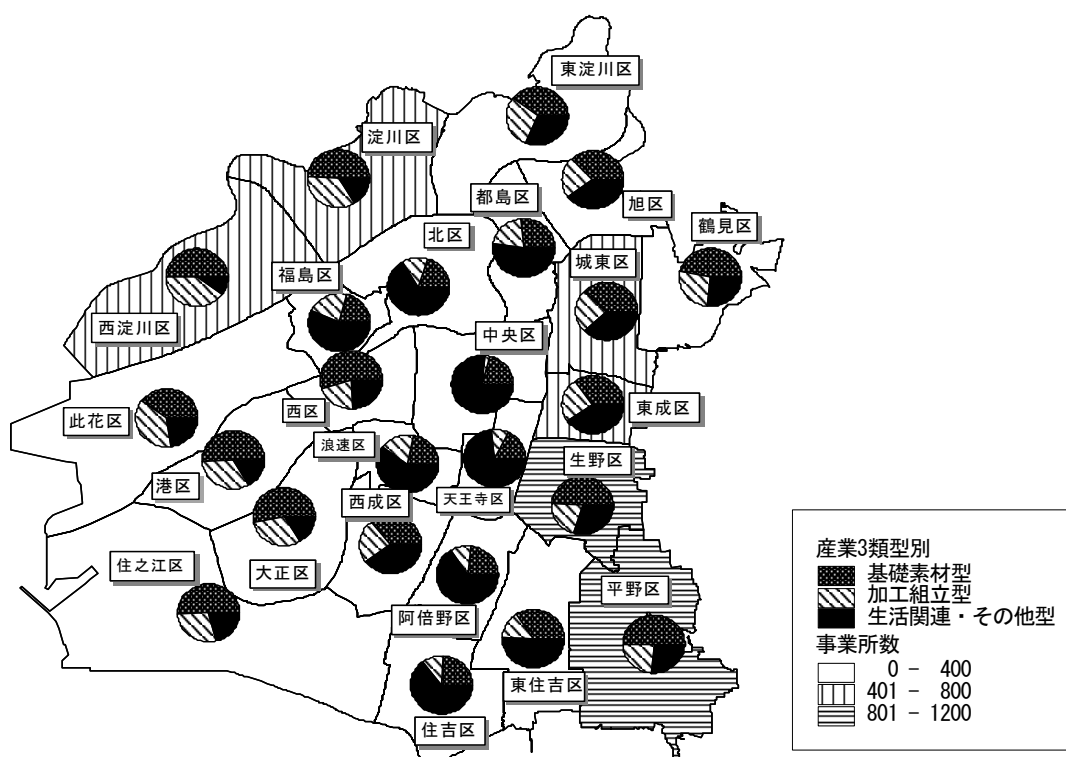 東淀川区
淀川区
都島区
旭区
北区
鶴見区
福島区
城東区
西淀川区
中央区
西区
東成区
此花区
浪速区
生野区
港区
西成区
天王寺区
住之江区
大正区
平野区
阿倍野区
東住吉区
住吉区
産業3類型別
基礎素材型
加工組立型
生活関連・その他型
事業所数
0 - 400
401 - 800
801 - 1200